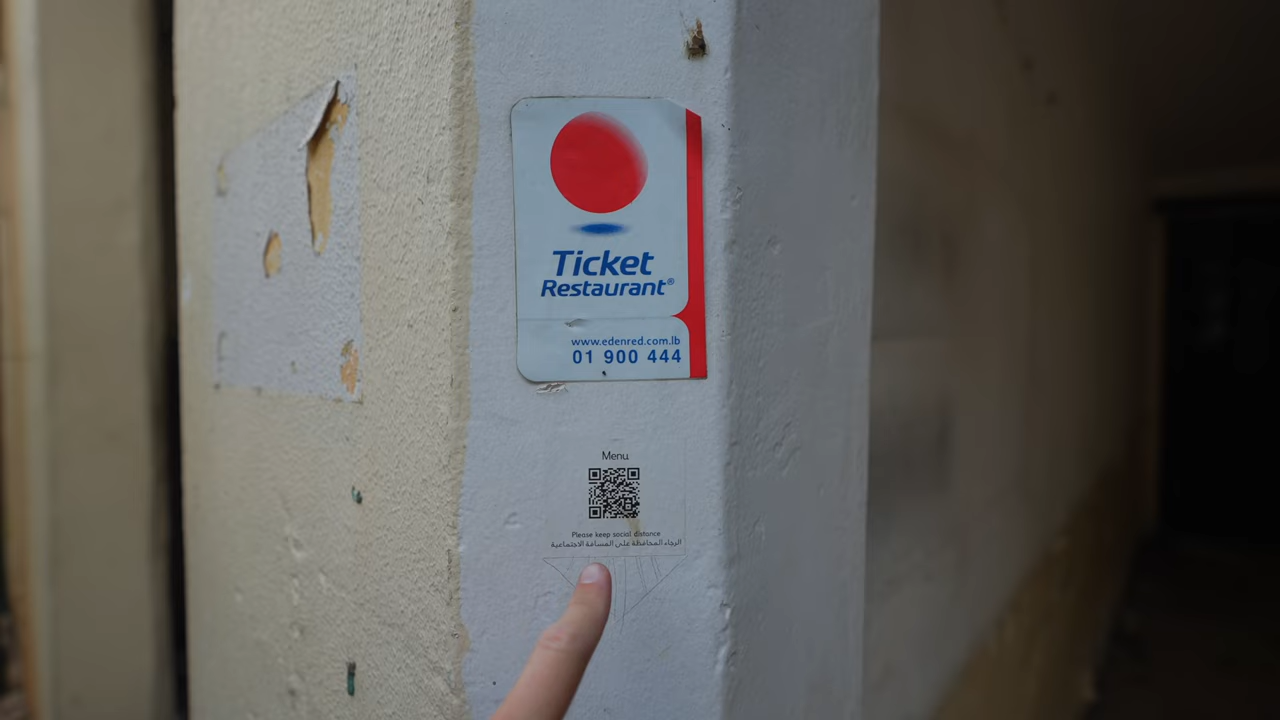 Ticket
Restaurant®
www.edenred.com.lb
01 900 444
Menu
Please keep social distance
الرجاء المحافظة على المسافة الاجتماعية